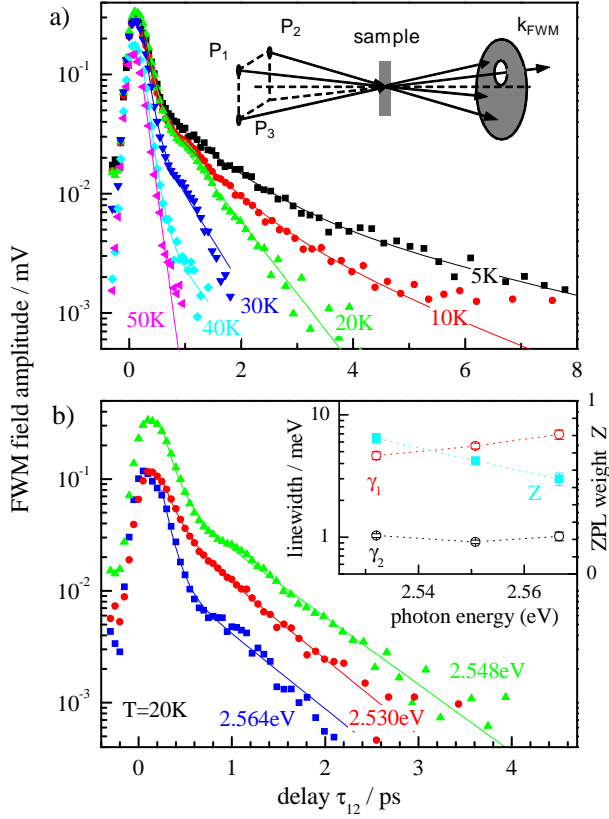 a)
P₁
P₂
P₃
sample
k_FWM
10⁻¹
10⁻²
10⁻³
5K
10K
20K
30K
40K
50K
0 2 4 6 8
FWM field amplitude / mV
b)
10⁻¹
10⁻²
10⁻³
10
1
linewidth / meV
γ₁
γ₂
Z
1
0
ZPL weight Z
2.54 2.56
photon energy (eV)
2.548eV
2.530eV
2.564eV
T=20K
0 1 2 3 4
delay τ₁₂ / ps